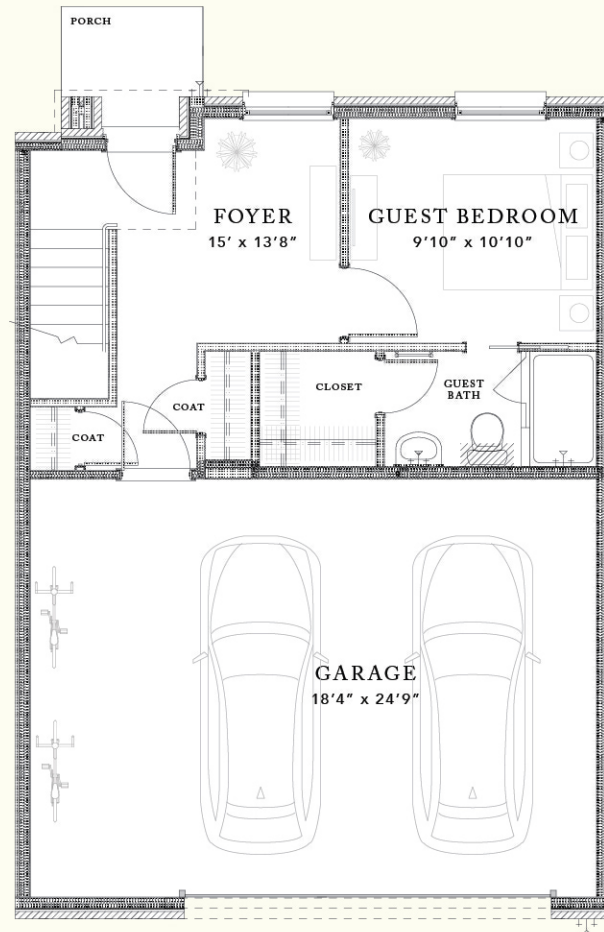 PORCH
FOYER
15' x 13'8"
GUEST BEDROOM
9'10" x 10'10"
COAT
CLOSET
GUEST
BATH
COAT
GARAGE
18'4" x 24'9"